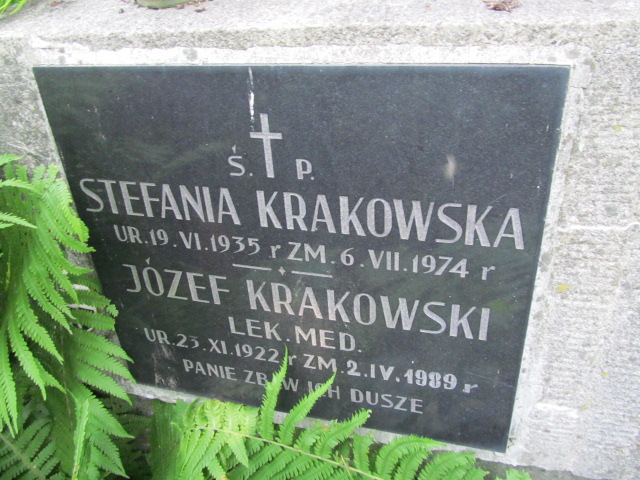 Ś. P.
STEFANIA KRAKOWSKA
UR. 19. VI. 1935 r ZM. 6. VII. 1974 r
JÓZEF KRAKOWSKI
LEK. MED.
UR. 23. XI. 1922 r ZM. 2. IV. 1989 r
PANIE ZBAW ICH DUSZE